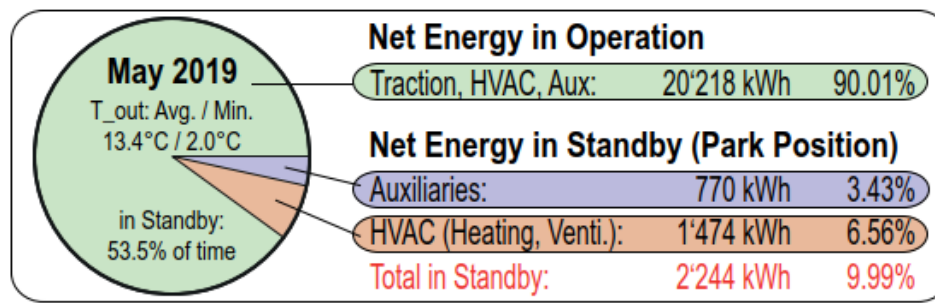 May 2019
T_out: Avg. / Min.
13.4°C / 2.0°C
in Standby:
53.5% of time
Net Energy in Operation
Traction, HVAC, Aux: 20‘218 kWh 90.01%
Net Energy in Standby (Park Position)
Auxiliaries: 770 kWh 3.43%
HVAC (Heating, Venti.): 1‘474 kWh 6.56%
Total in Standby: 2‘244 kWh 9.99%